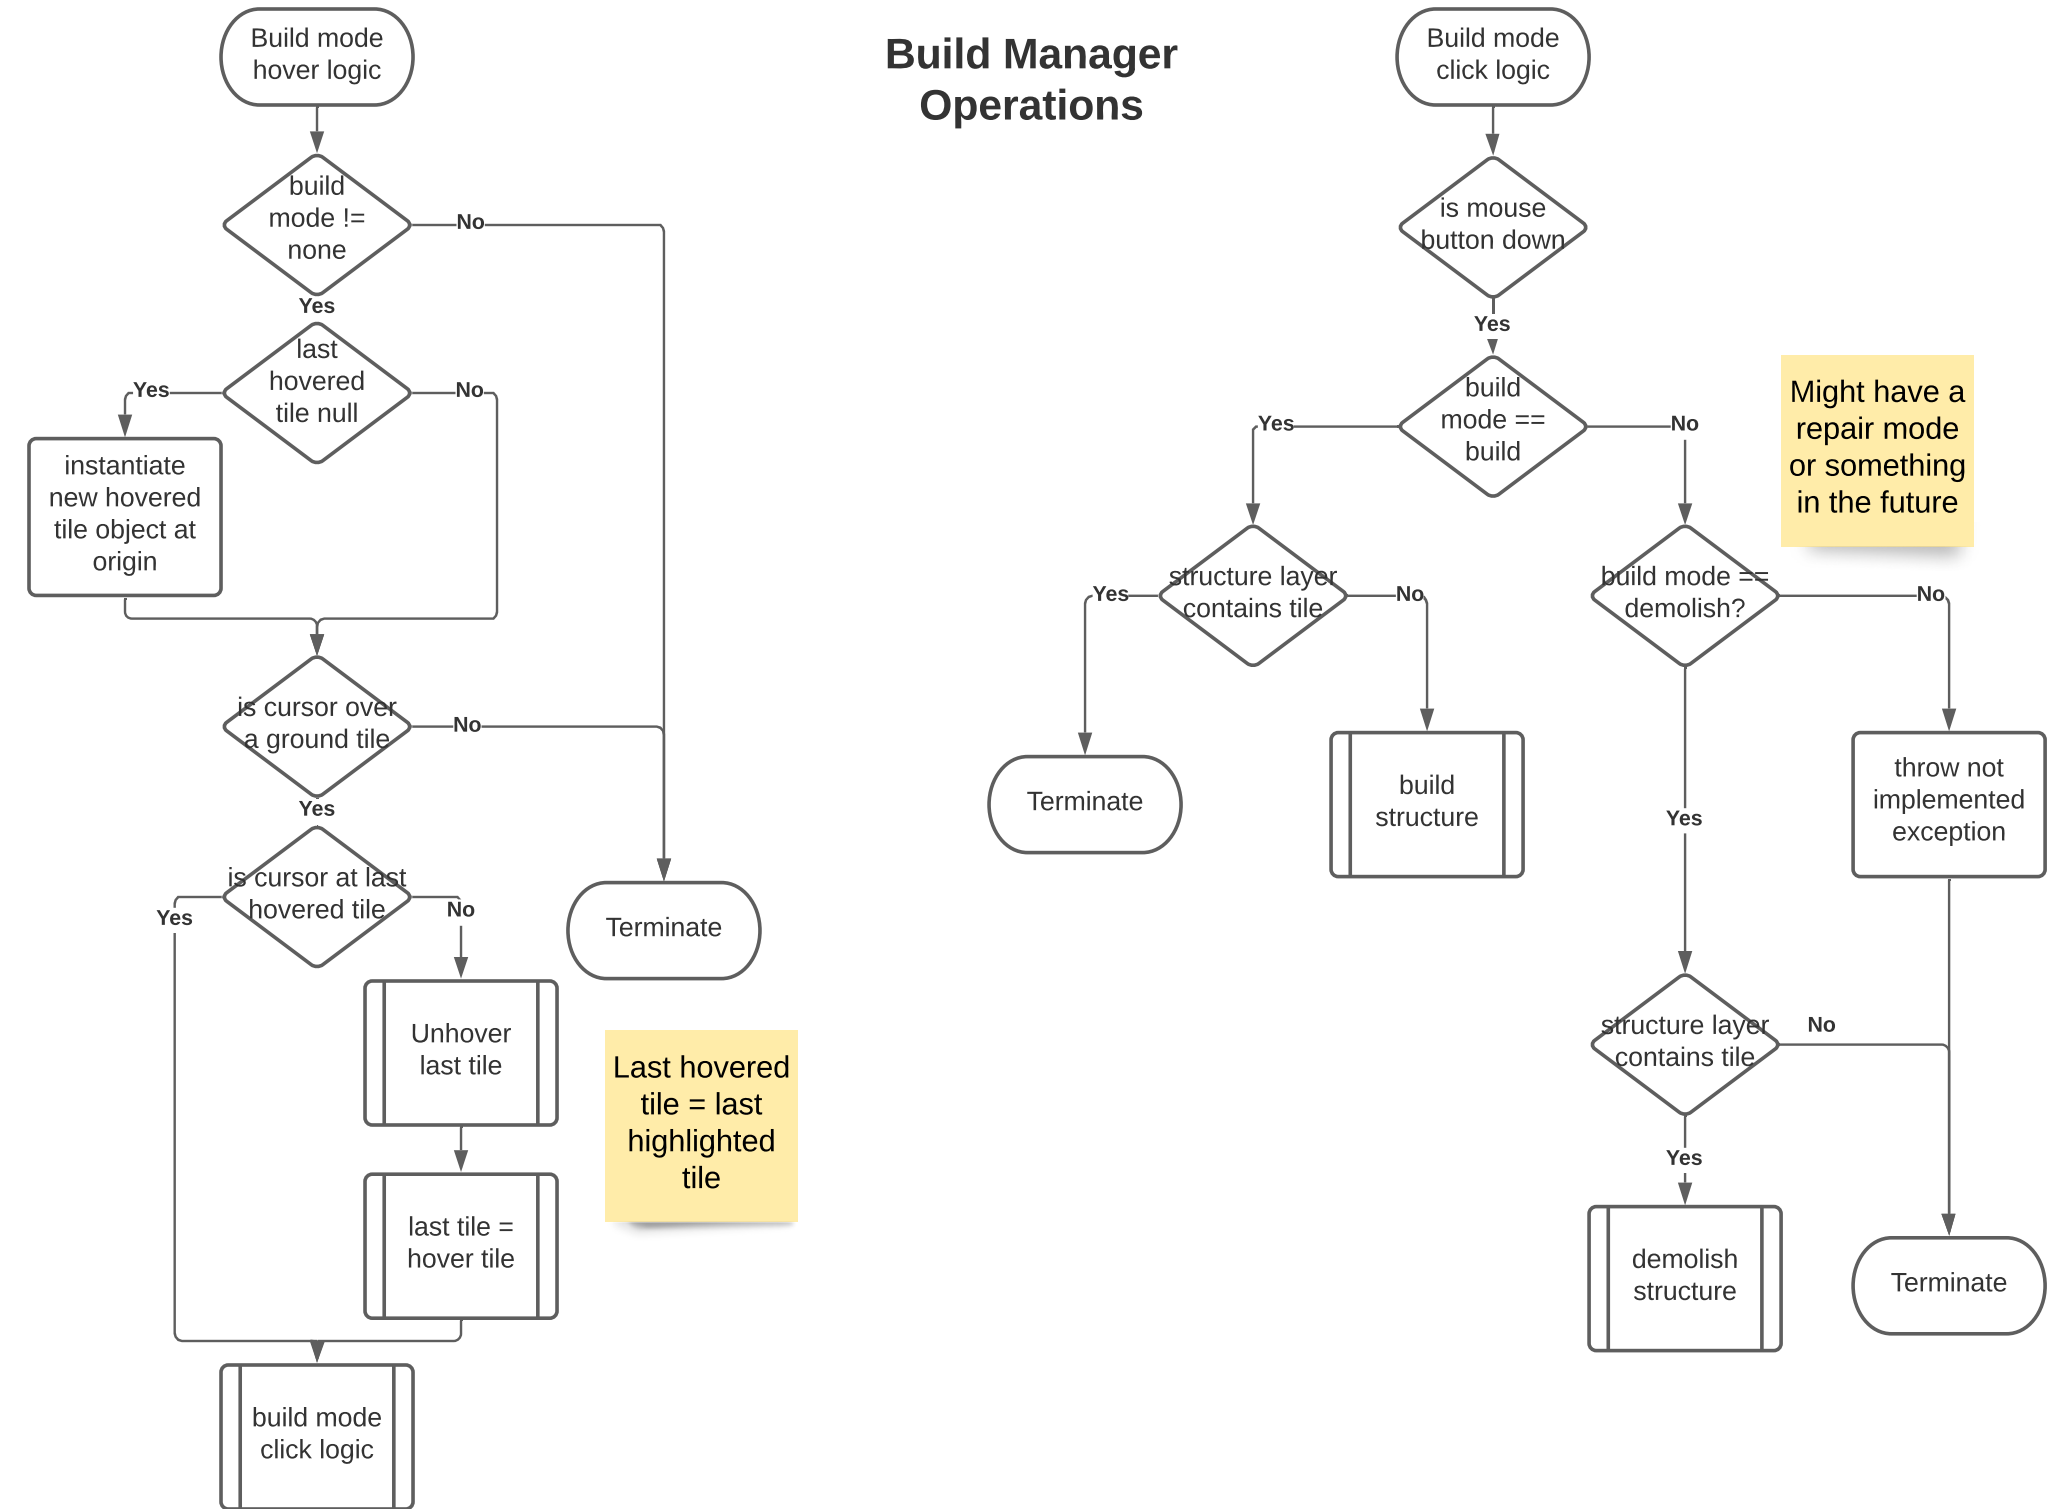 Build Manager
Operations
Build mode
hover logic
build
mode !=
none
No
Yes
last
hovered
tile null
Yes
No
instantiate
new hovered
tile object at
origin
is cursor over
a ground tile
No
Yes
is cursor at last
hovered tile
Yes
No
Terminate
Unhover
last tile
Last hovered
tile = last
highlighted
tile
last tile =
hover tile
build mode
click logic
Build mode
click logic
is mouse
button down
Yes
build
mode ==
build
Yes
No
Might have a
repair mode
or something
in the future
structure layer
contains tile
Yes
No
build mode ==
demolish?
No
Yes
Terminate
build
structure
throw not
implemented
exception
structure layer
contains tile
No
Yes
demolish
structure
Terminate